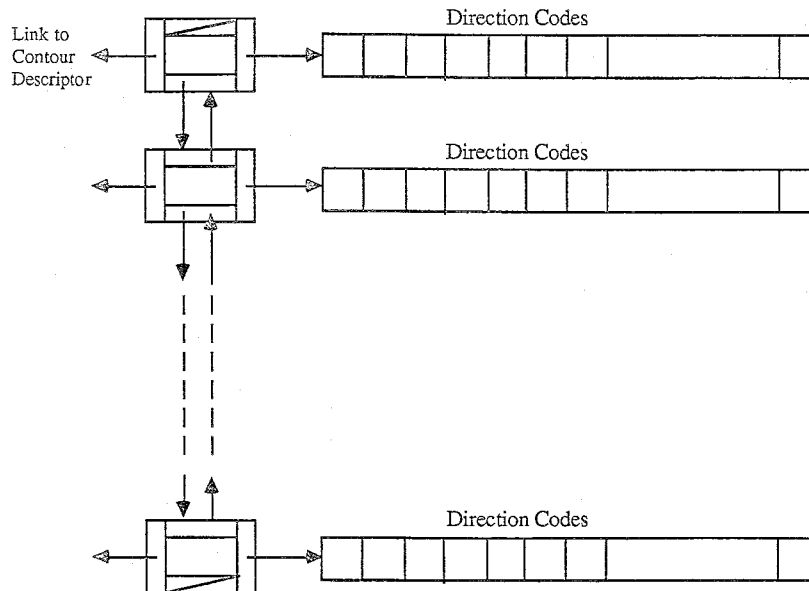 Direction Codes
Link to
Contour
Descriptor
Direction Codes
Direction Codes